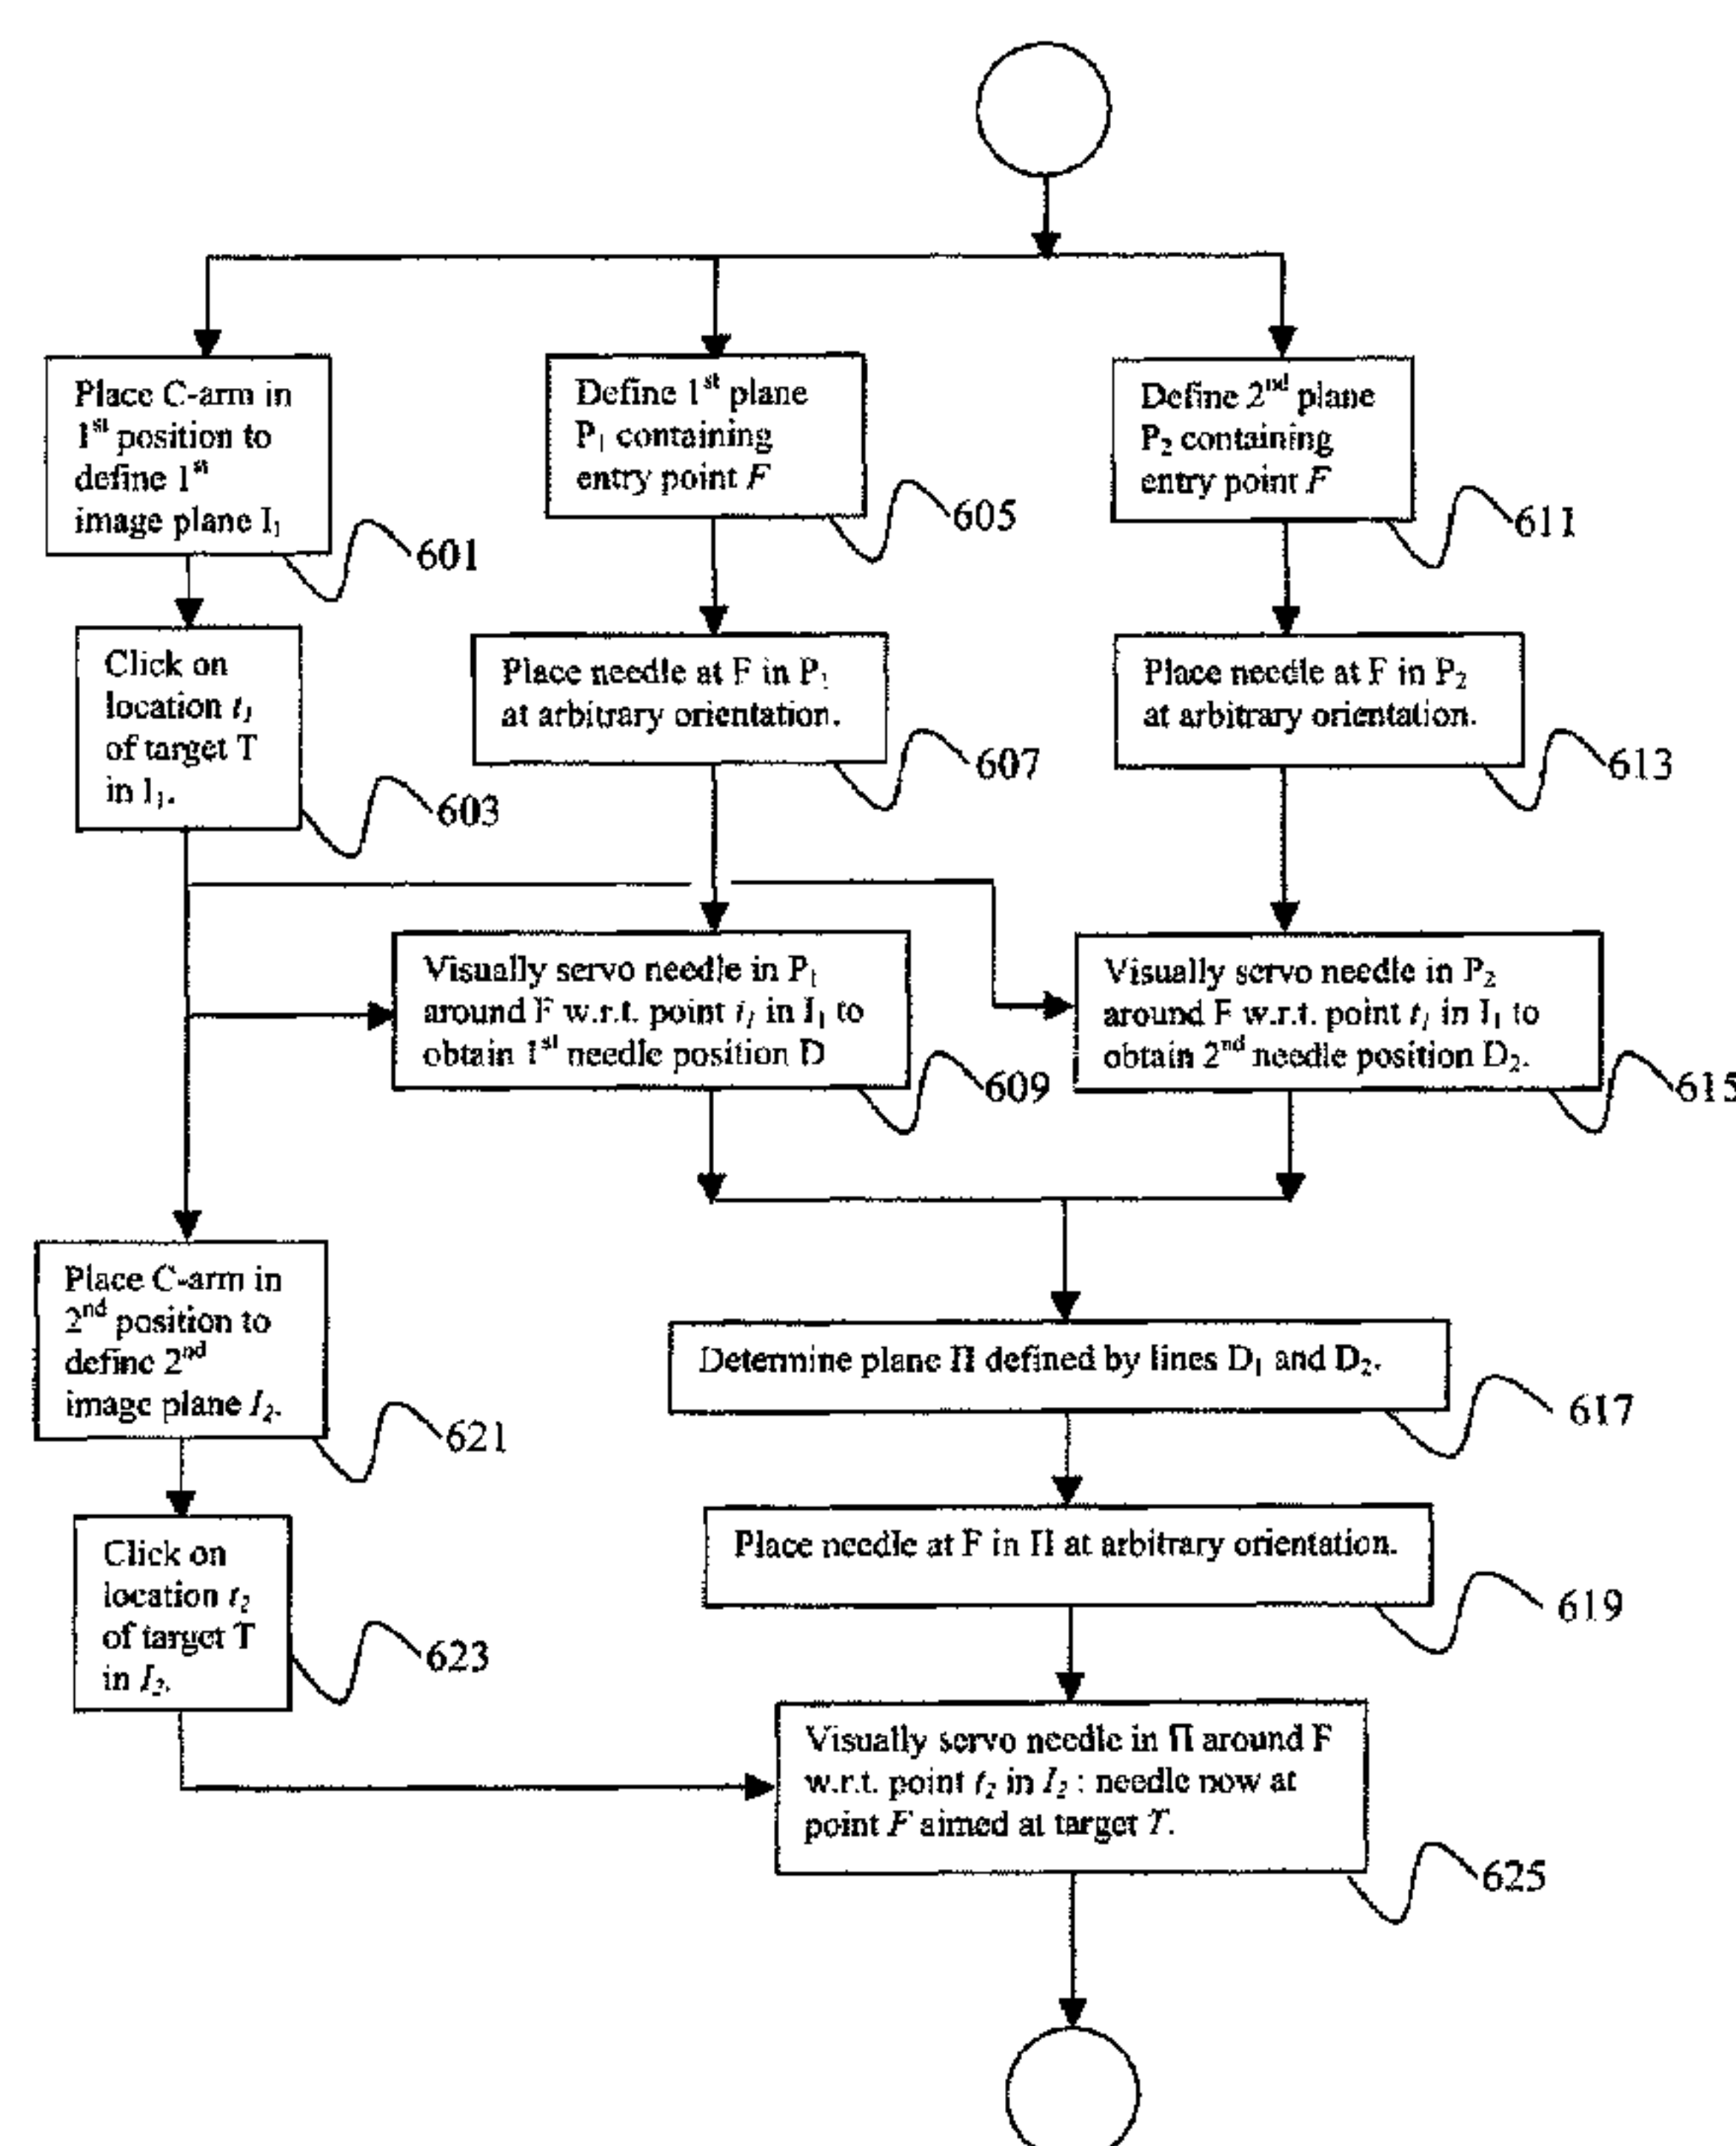 Place C-arm in
1st position to
define 1st
image plane I1
601
Define 1st plane
P1 containing
entry point F
605
Define 2nd plane
P2 containing
entry point F
611
Click on
location t1
of target T
in I1.
603
Place needle at F in P1
at arbitrary orientation.
607
Place needle at F in P2
at arbitrary orientation.
613
Visually servo needle in P1
around F w.r.t. point t1 in I1 to
obtain 1st needle position D
609
Visually servo needle in P2
around F w.r.t. point t1 in I1 to
obtain 2nd needle position D2.
615
Place C-arm in
2nd position to
define 2nd
image plane I2.
621
Determine plane Π defined by lines D1 and D2.
617
Click on
location t2
of target T
in I2.
623
Place needle at F in Π at arbitrary orientation.
619
Visually servo needle in Π around F
w.r.t. point t2 in I2 : needle now at
point F aimed at target T.
625